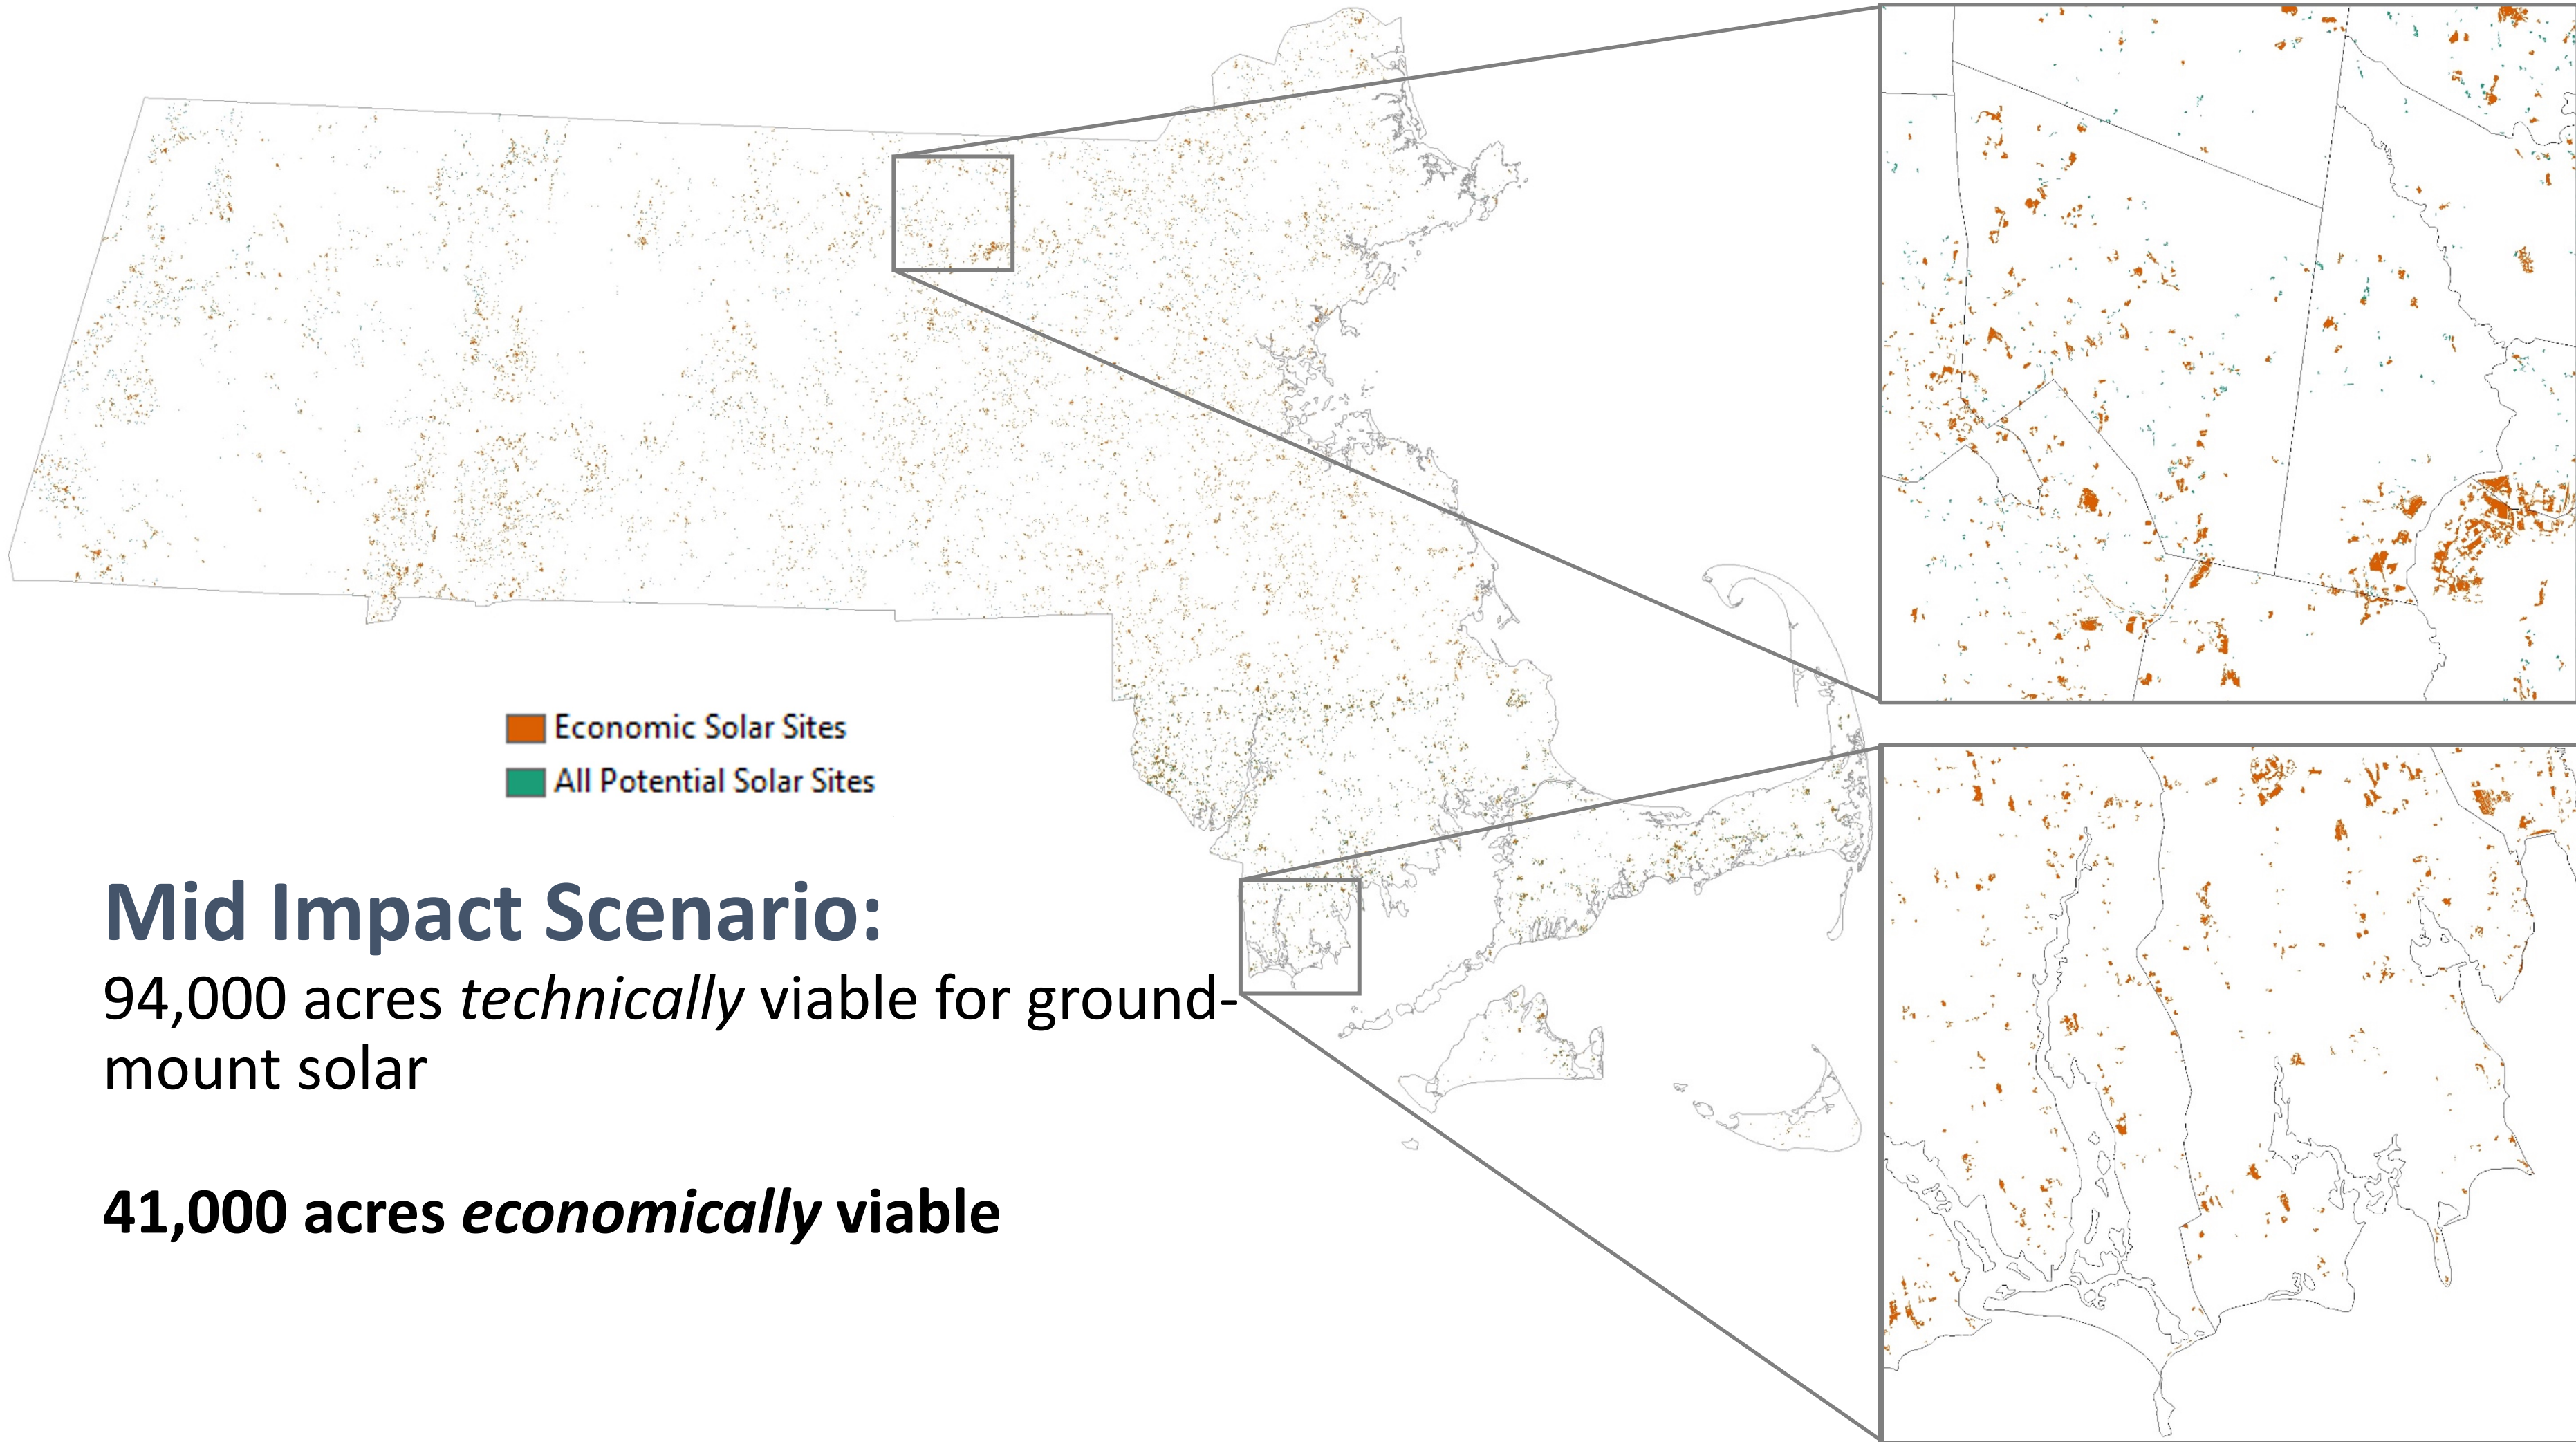 Economic Solar Sites
All Potential Solar Sites
Mid Impact Scenario:
94,000 acres technically viable for ground-
mount solar
41,000 acres economically viable